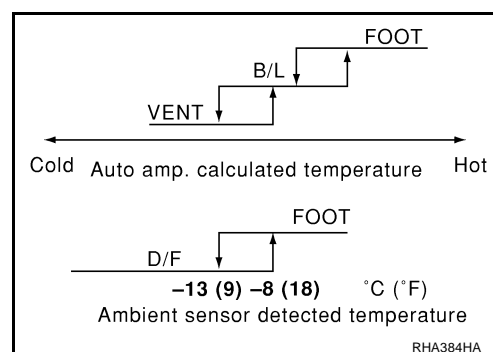 FOOT
B/L
VENT
Cold Auto amp. calculated temperature Hot
FOOT
D/F
–13 (9) –8 (18) ˚C (˚F)
Ambient sensor detected temperature
RHA384HA